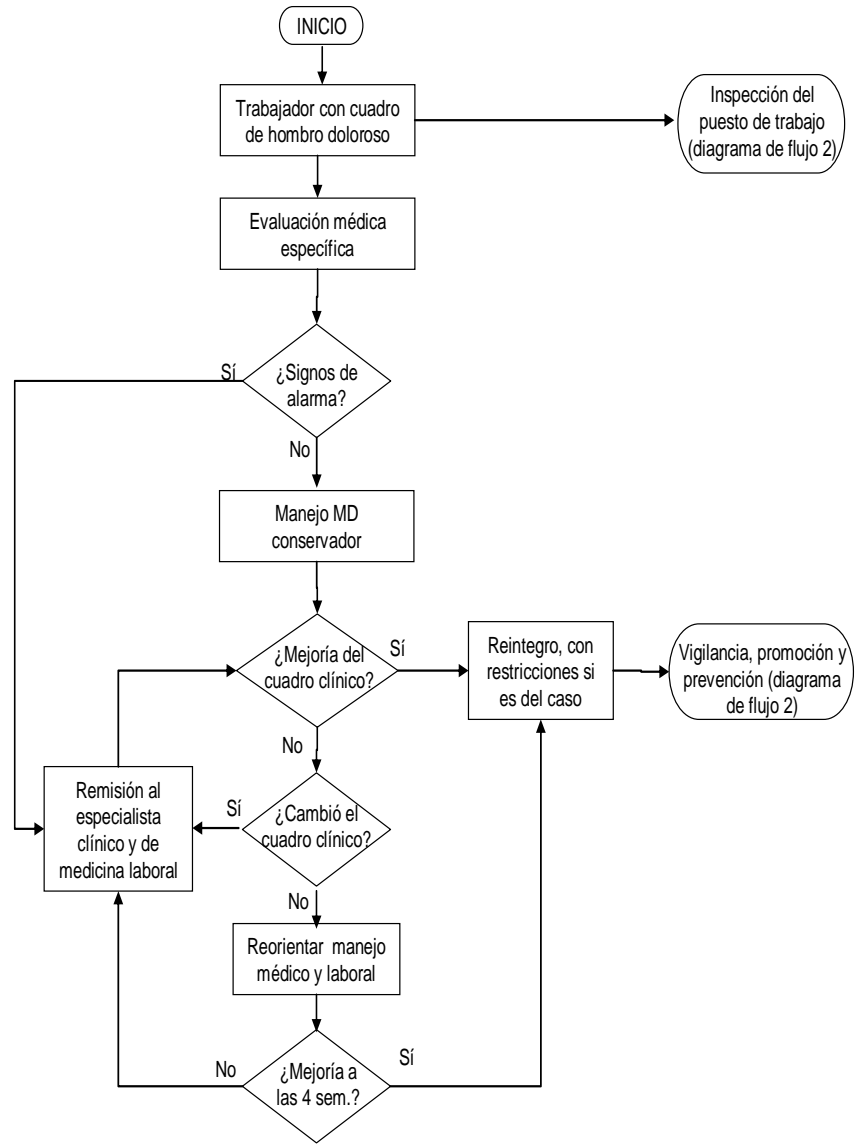 INICIO
Trabajador con cuadro
de hombro doloroso
Inspección del
puesto de trabajo
(diagrama de flujo 2)
Evaluación médica
específica
¿Signos de
alarma?
Sí
No
Manejo MD
conservador
¿Mejoría del
cuadro clínico?
Sí
Reintegro, con
restricciones si
es del caso
Vigilancia, promoción y
prevención (diagrama
de flujo 2)
No
Remisión al
especialista
clínico y de
medicina laboral
Sí
¿Cambió el
cuadro clínico?
No
Reorientar manejo
médico y laboral
No
¿Mejoría a
las 4 sem.?
Sí